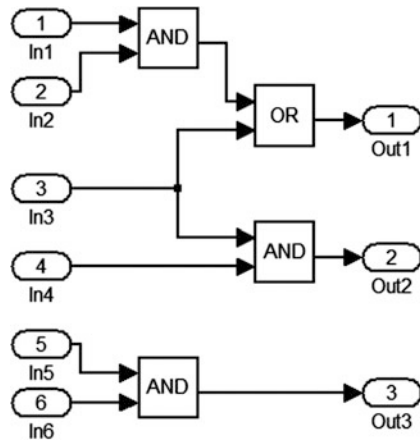 1
In1
AND
2
In2
OR
1
Out1
3
In3
4
In4
AND
2
Out2
5
In5
AND
6
In6
3
Out3